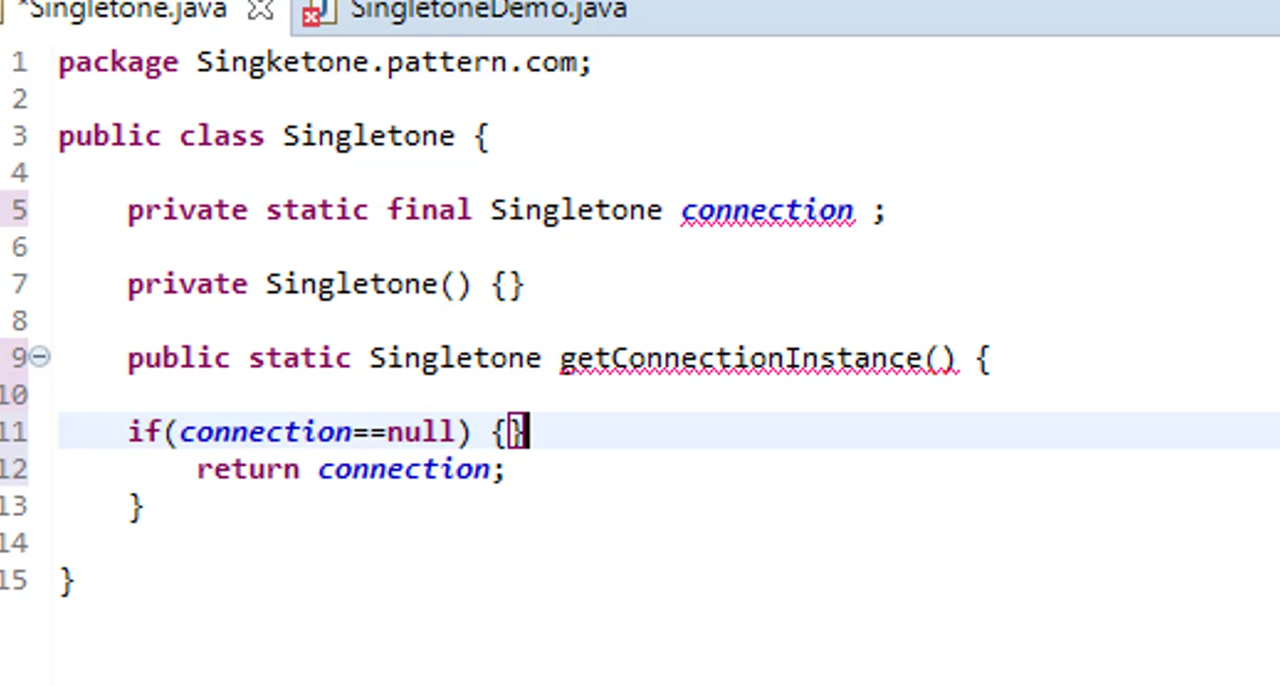 *Singletone.java SingletoneDemo.java
1 package Singketone.pattern.com;
2
3 public class Singletone {
4
5 private static final Singletone connection ;
6
7 private Singletone() {}
8
9 public static Singletone getConnectionInstance() {
10
11 if(connection==null) {}
12 return connection;
13 }
14
15 }